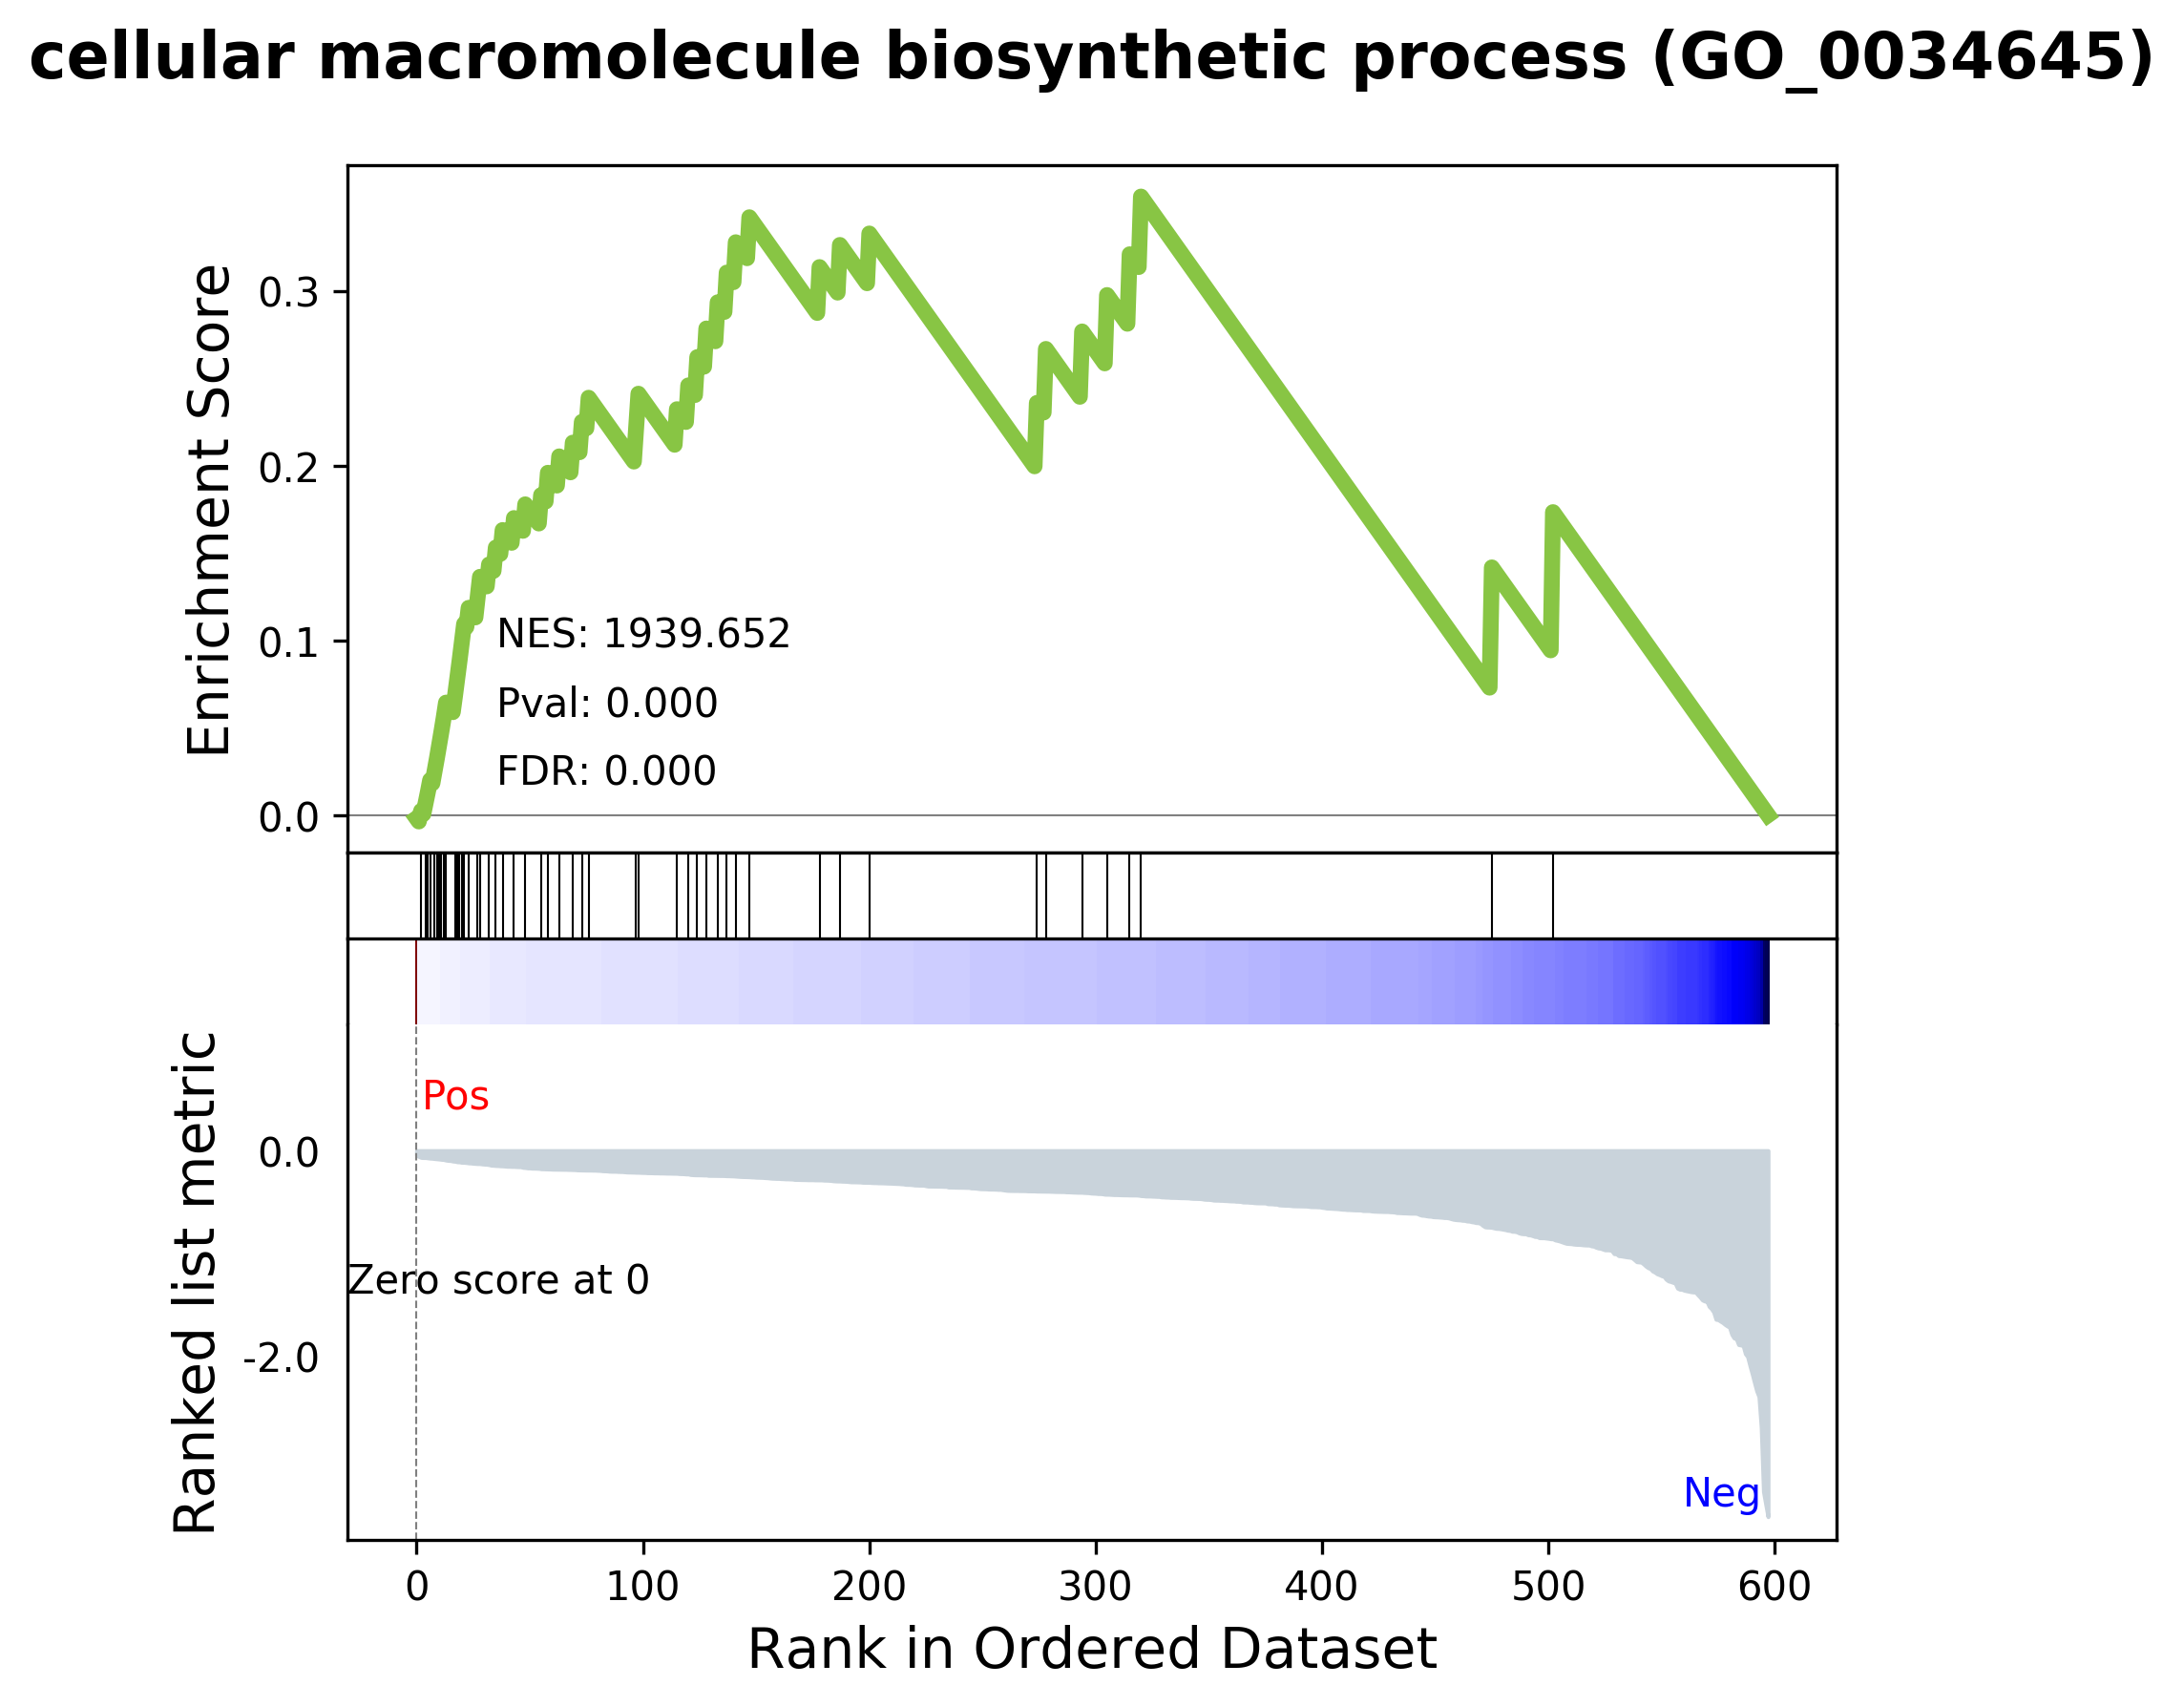 cellular macromolecule biosynthetic process (GO_0034645)
Enrichment Score
0.3
0.2
0.1
0.0
NES: 1939.652
Pval: 0.000
FDR: 0.000
Ranked list metric
Pos
0.0
Zero score at 0
-2.0
Neg
0 100 200 300 400 500 600
Rank in Ordered Dataset